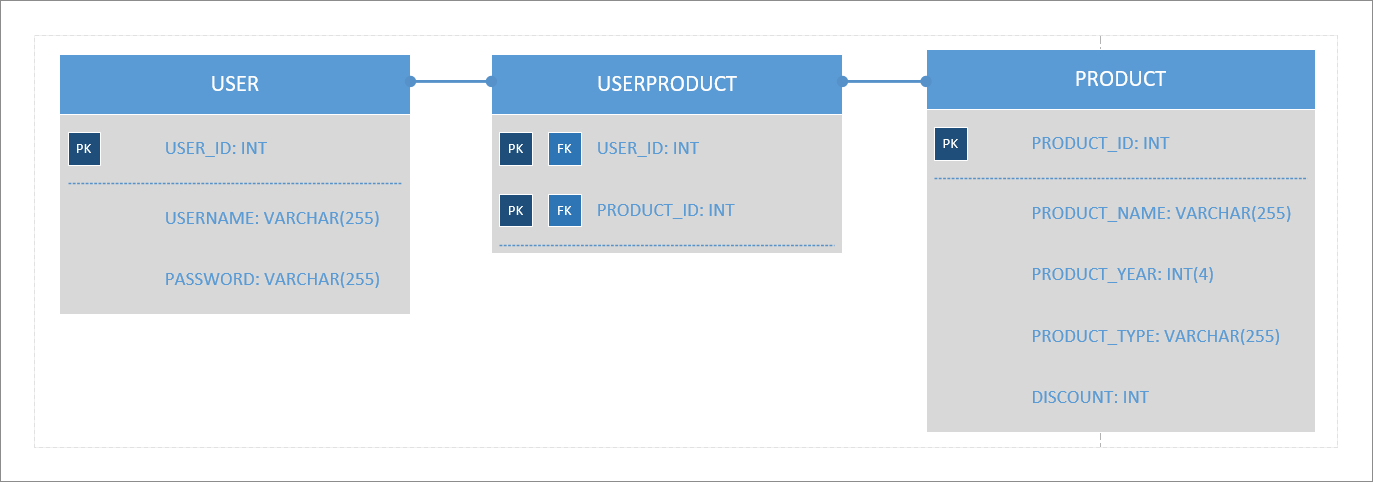 USER
PK USER_ID: INT
USERNAME: VARCHAR(255)
PASSWORD: VARCHAR(255)
USERPRODUCT
PK FK USER_ID: INT
PK FK PRODUCT_ID: INT
PRODUCT
PK PRODUCT_ID: INT
PRODUCT_NAME: VARCHAR(255)
PRODUCT_YEAR: INT(4)
PRODUCT_TYPE: VARCHAR(255)
DISCOUNT: INT